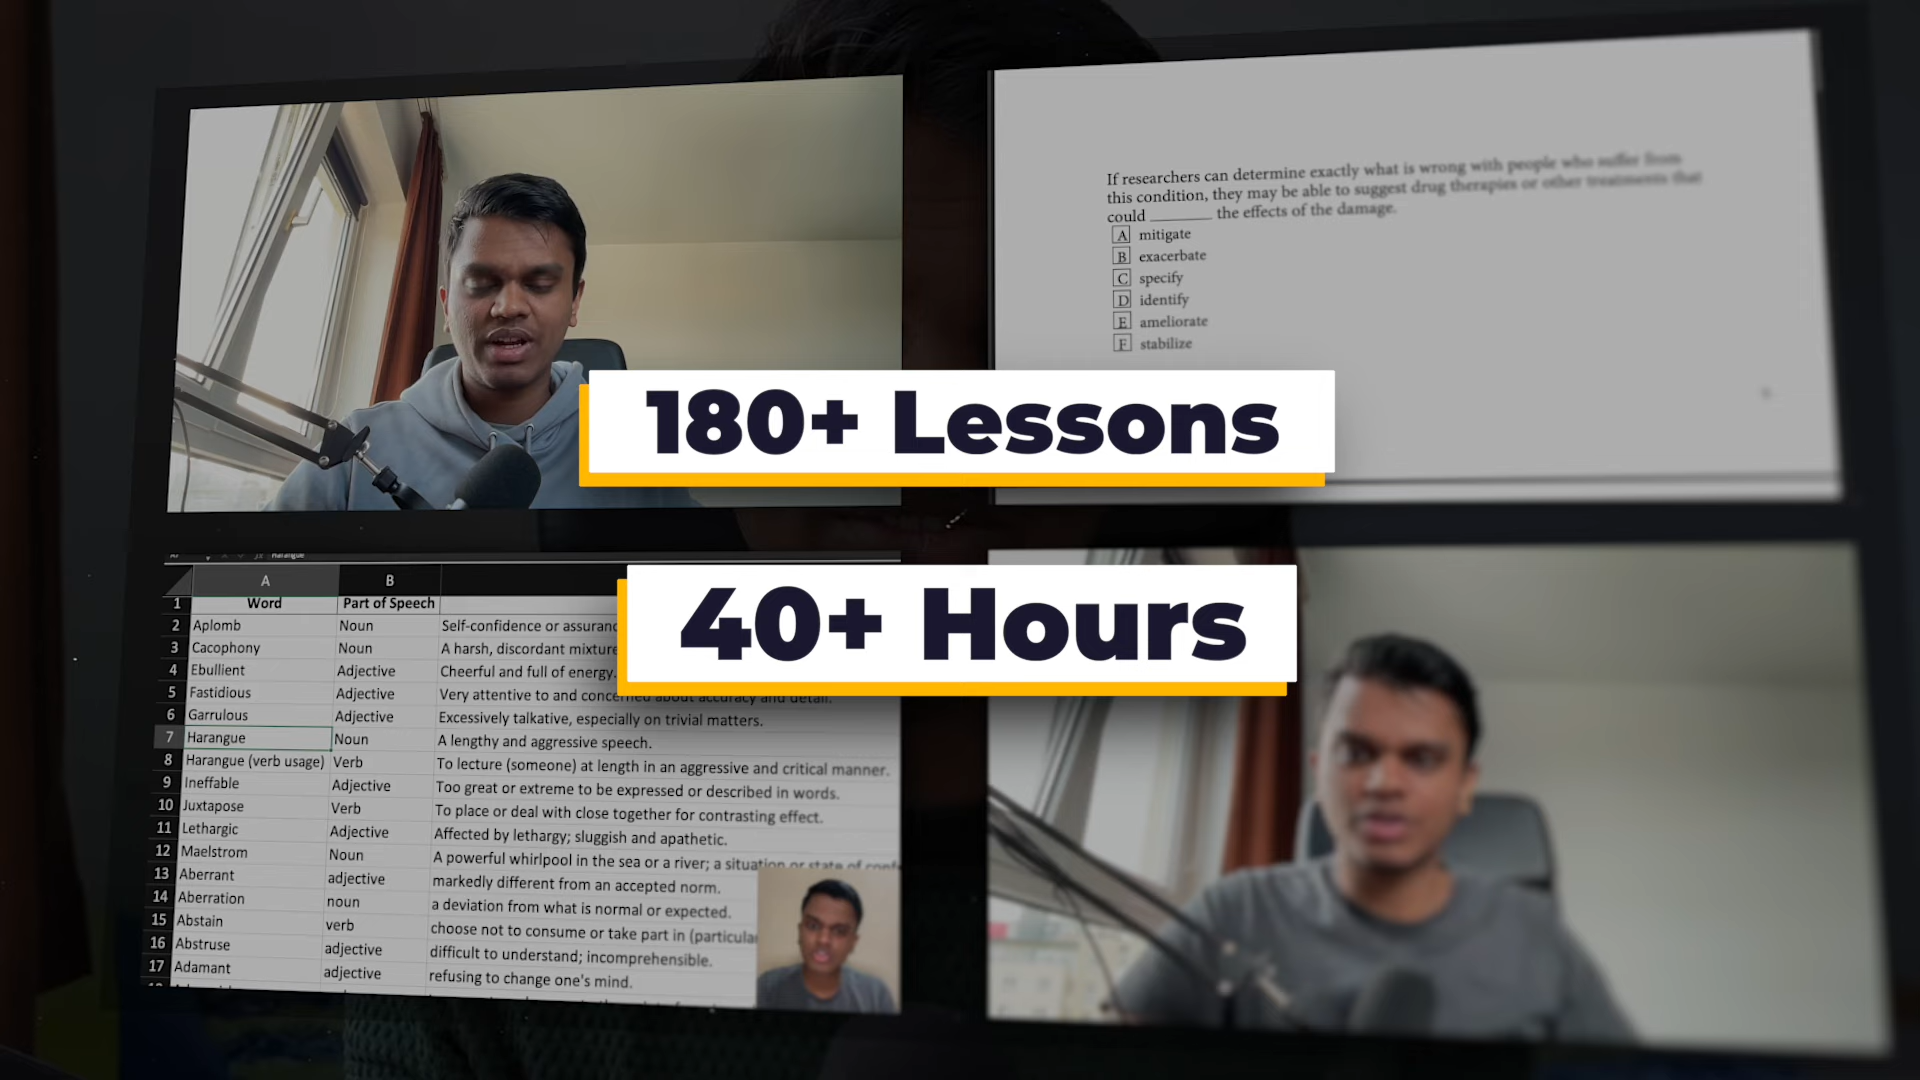 If researchers can determine exactly what is wrong with people who suffer from
this condition, they may be able to suggest drug therapies or other treatments that
could ______ the effects of the damage.
A mitigate
B exacerbate
C specify
D identify
E ameliorate
F stabilize
180+ Lessons
40+ Hours
Harangue
A B
1 Word Part of Speech
2 Aplomb Noun Self-confidence or assuranc
3 Cacophony Noun A harsh, discordant mixture
4 Ebullient Adjective Cheerful and full of energy.
5 Fastidious Adjective Very attentive to and concerned about accuracy and detail.
6 Garrulous Adjective Excessively talkative, especially on trivial matters.
7 Harangue Noun A lengthy and aggressive speech.
8 Harangue (verb usage) Verb To lecture (someone) at length in an aggressive and critical manner.
9 Ineffable Adjective Too great or extreme to be expressed or described in words.
10 Juxtapose Verb To place or deal with close together for contrasting effect.
11 Lethargic Adjective Affected by lethargy; sluggish and apathetic.
12 Maelstrom Noun A powerful whirlpool in the sea or a river; a situation or state of conf
13 Aberrant adjective markedly different from an accepted norm.
14 Aberration noun a deviation from what is normal or expected.
15 Abstain verb choose not to consume or take part in (particular
16 Abstruse adjective difficult to understand; incomprehensible.
17 Adamant adjective refusing to change one's mind.